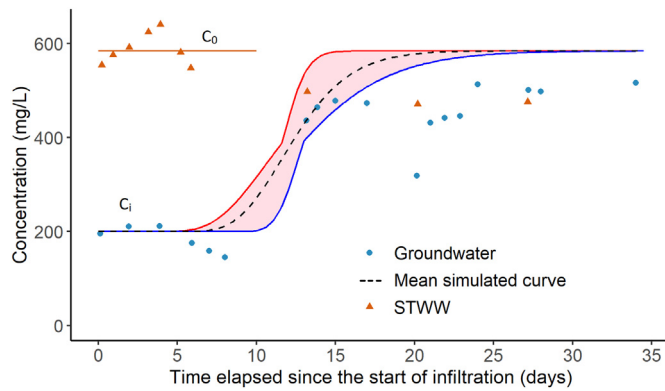 C0
600
400
Ci
200
0
Concentration (mg/L)
Groundwater
Mean simulated curve
STWW
0 5 10 15 20 25 30 35
Time elapsed since the start of infiltration (days)